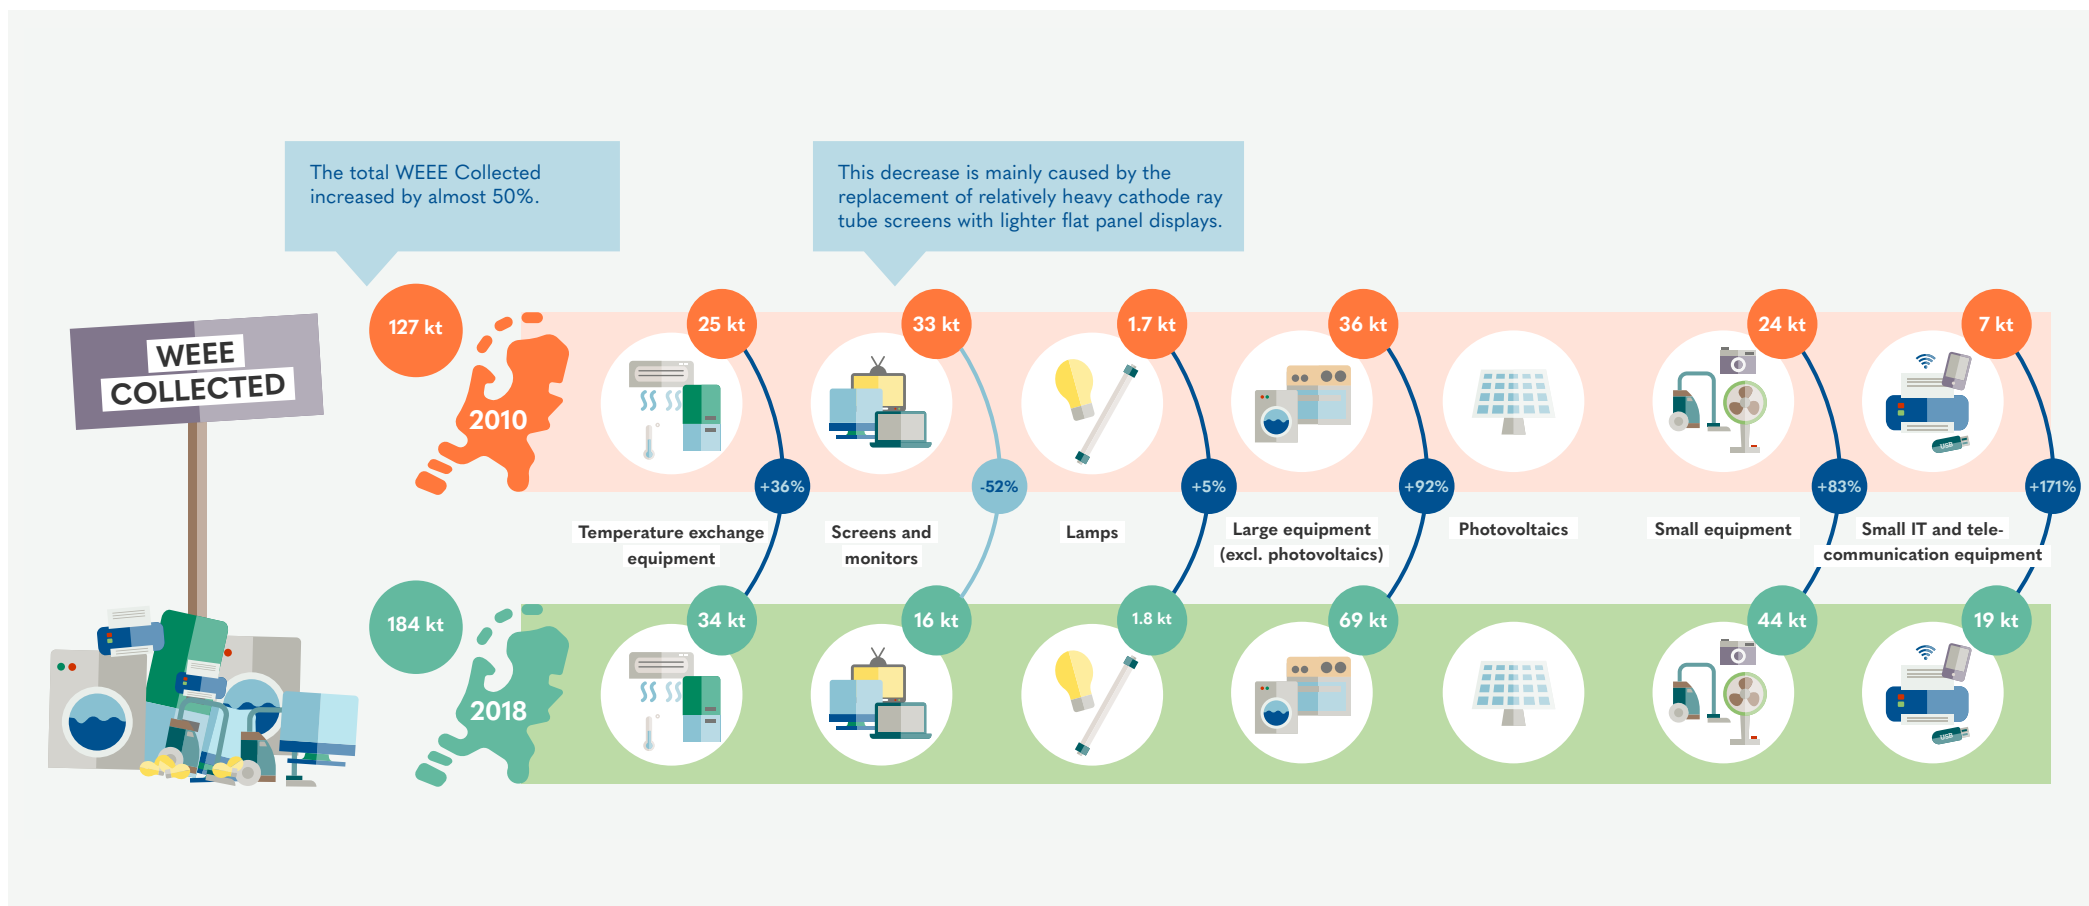 The total WEEE Collected
increased by almost 50%.
This decrease is mainly caused by the
replacement of relatively heavy cathode ray
tube screens with lighter flat panel displays.
WEEE
COLLECTED
127 kt
2010
25 kt
33 kt
1.7 kt
36 kt
24 kt
7 kt
USB
+36%
-52%
+5%
+92%
+83%
+171%
Temperature exchange
equipment
Screens and
monitors
Lamps
Large equipment
(excl. photovoltaics)
Photovoltaics
Small equipment
Small IT and tele-
communication equipment
184 kt
2018
34 kt
16 kt
1.8 kt
69 kt
44 kt
19 kt
USB